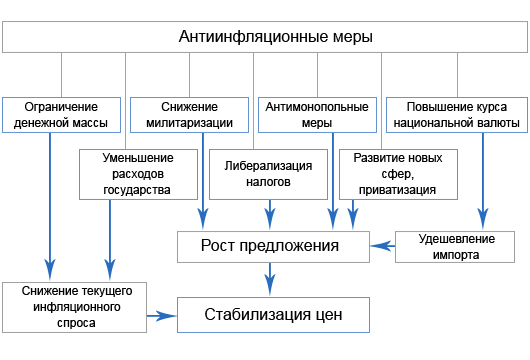 Антиинфляционные меры
Ограничение
денежной массы
Снижение
милитаризации
Антимонопольные
меры
Повышение курса
национальной валюты
Уменьшение
расходов
государства
Либерализация
налогов
Развитие новых
сфер,
приватизация
Рост предложения
Удешевление
импорта
Снижение текущего
инфляционного
спроса
Стабилизация цен